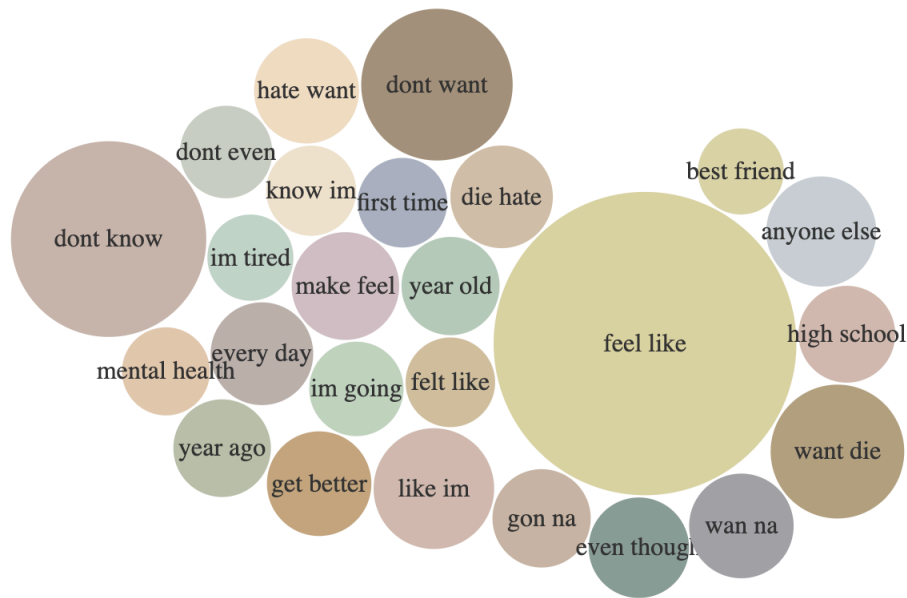 dont want
hate want
dont even
best friend
know im
first time
die hate
anyone else
dont know
im tired
make feel
year old
high school
feel like
every day
mental health
im going
felt like
year ago
want die
get better
like im
gon na
wan na
even though